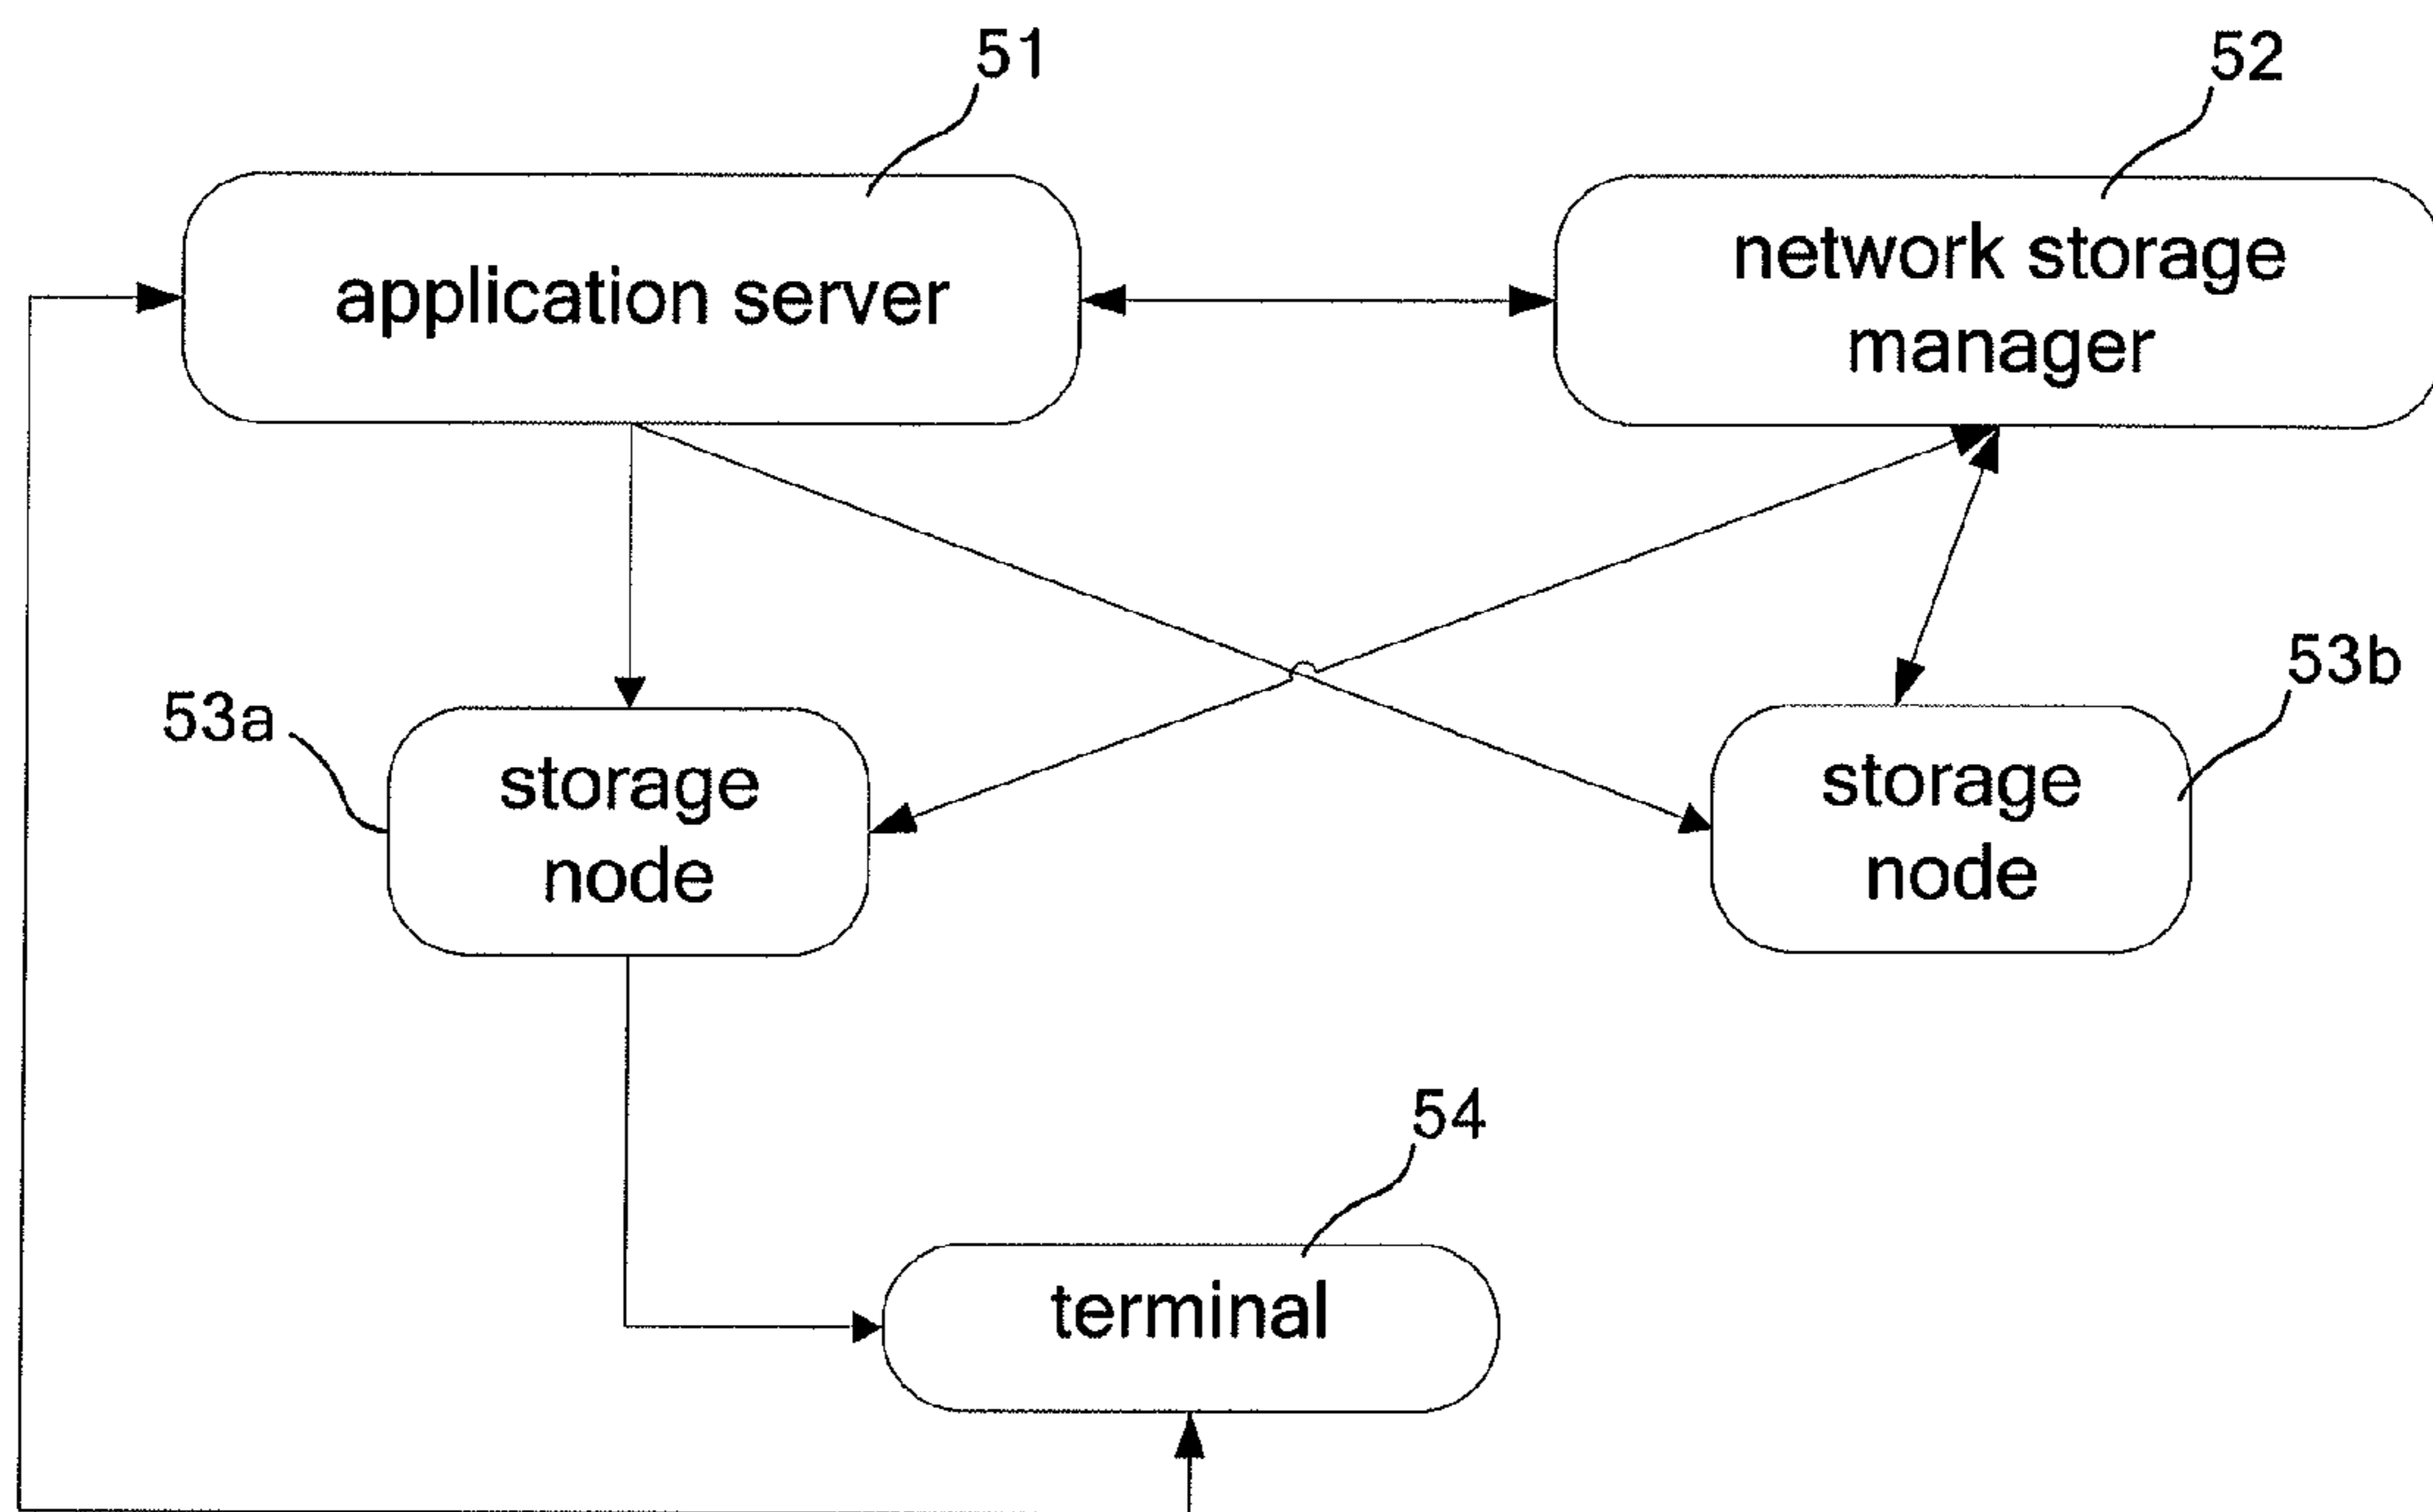 51
52
application server
network storage
manager
53a
53b
storage
node
storage
node
54
terminal